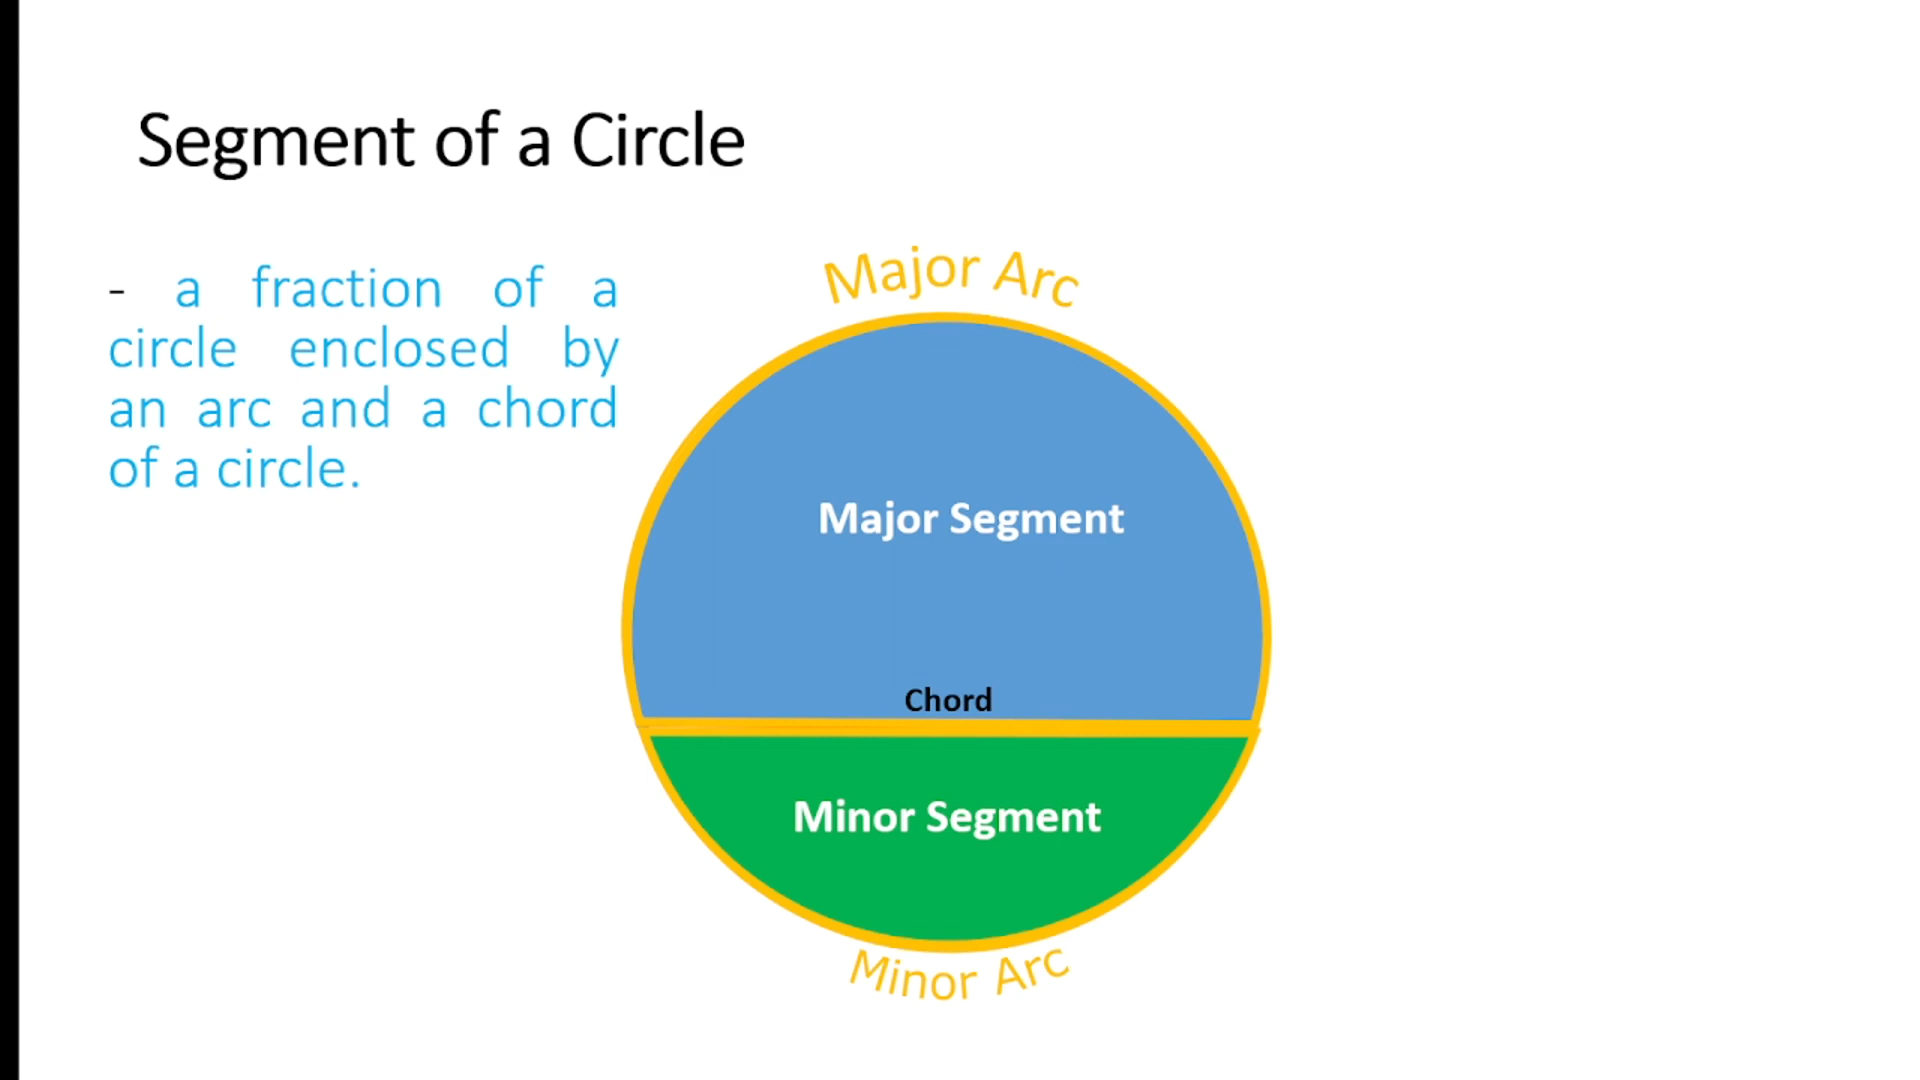 Segment of a Circle
- a fraction of a
circle enclosed by
an arc and a chord
of a circle.
Major Arc
Major Segment
Chord
Minor Segment
Minor Arc